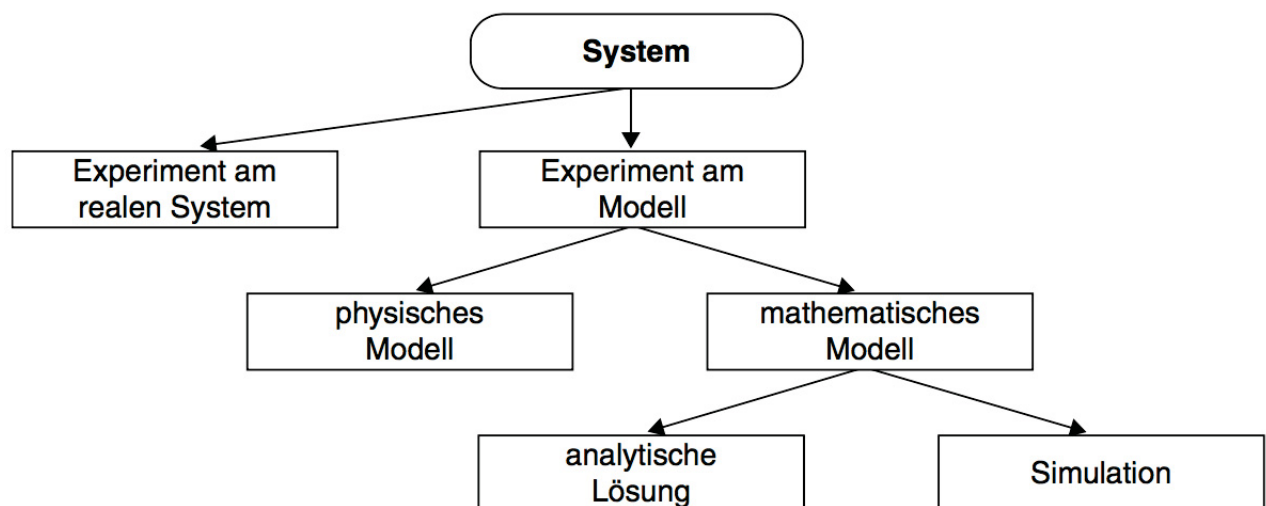 System
Experiment am
realen System
Experiment am
Modell
physisches
Modell
mathematisches
Modell
analytische
Lösung
Simulation